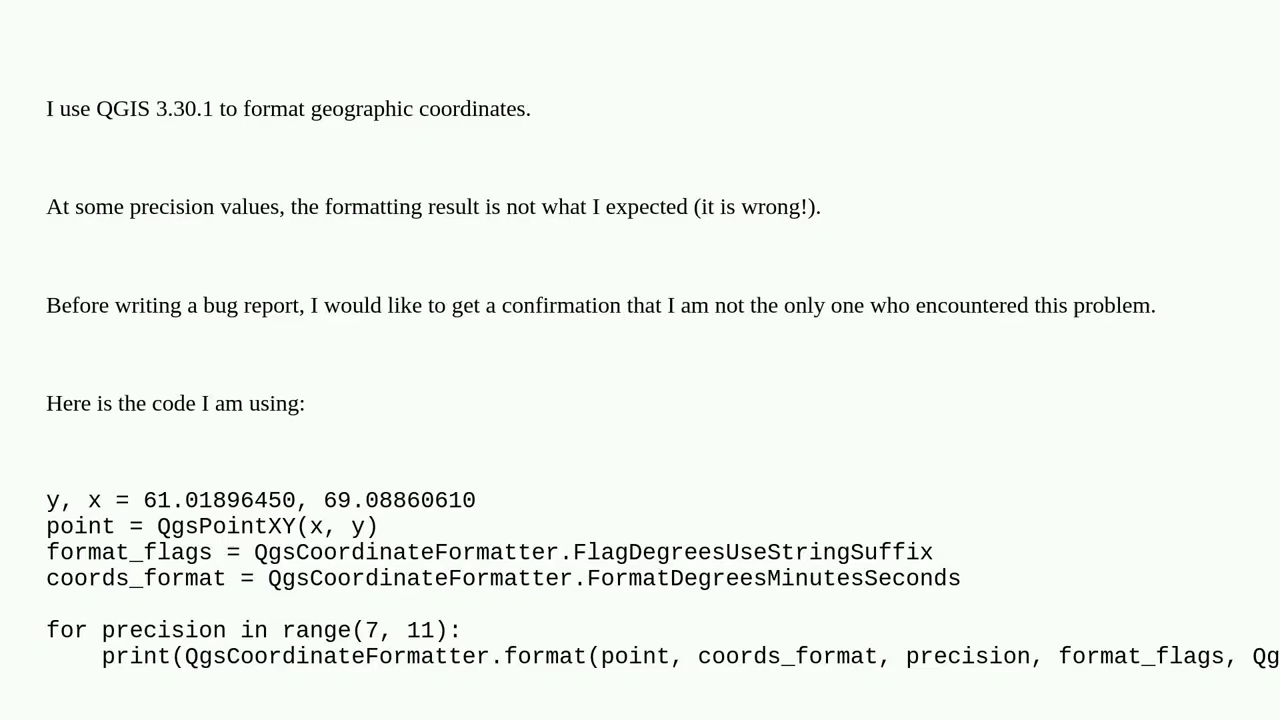 I use QGIS 3.30.1 to format geographic coordinates.
At some precision values, the formatting result is not what I expected (it is wrong!).
Before writing a bug report, I would like to get a confirmation that I am not the only one who encountered this problem.
Here is the code I am using:
y, x = 61.01896450, 69.08860610
point = QgsPointXY(x, y)
format_flags = QgsCoordinateFormatter.FlagDegreesUseStringSuffix
coords_format = QgsCoordinateFormatter.FormatDegreesMinutesSeconds
for precision in range(7, 11):
    print(QgsCoordinateFormatter.format(point, coords_format, precision, format_flags, Qg